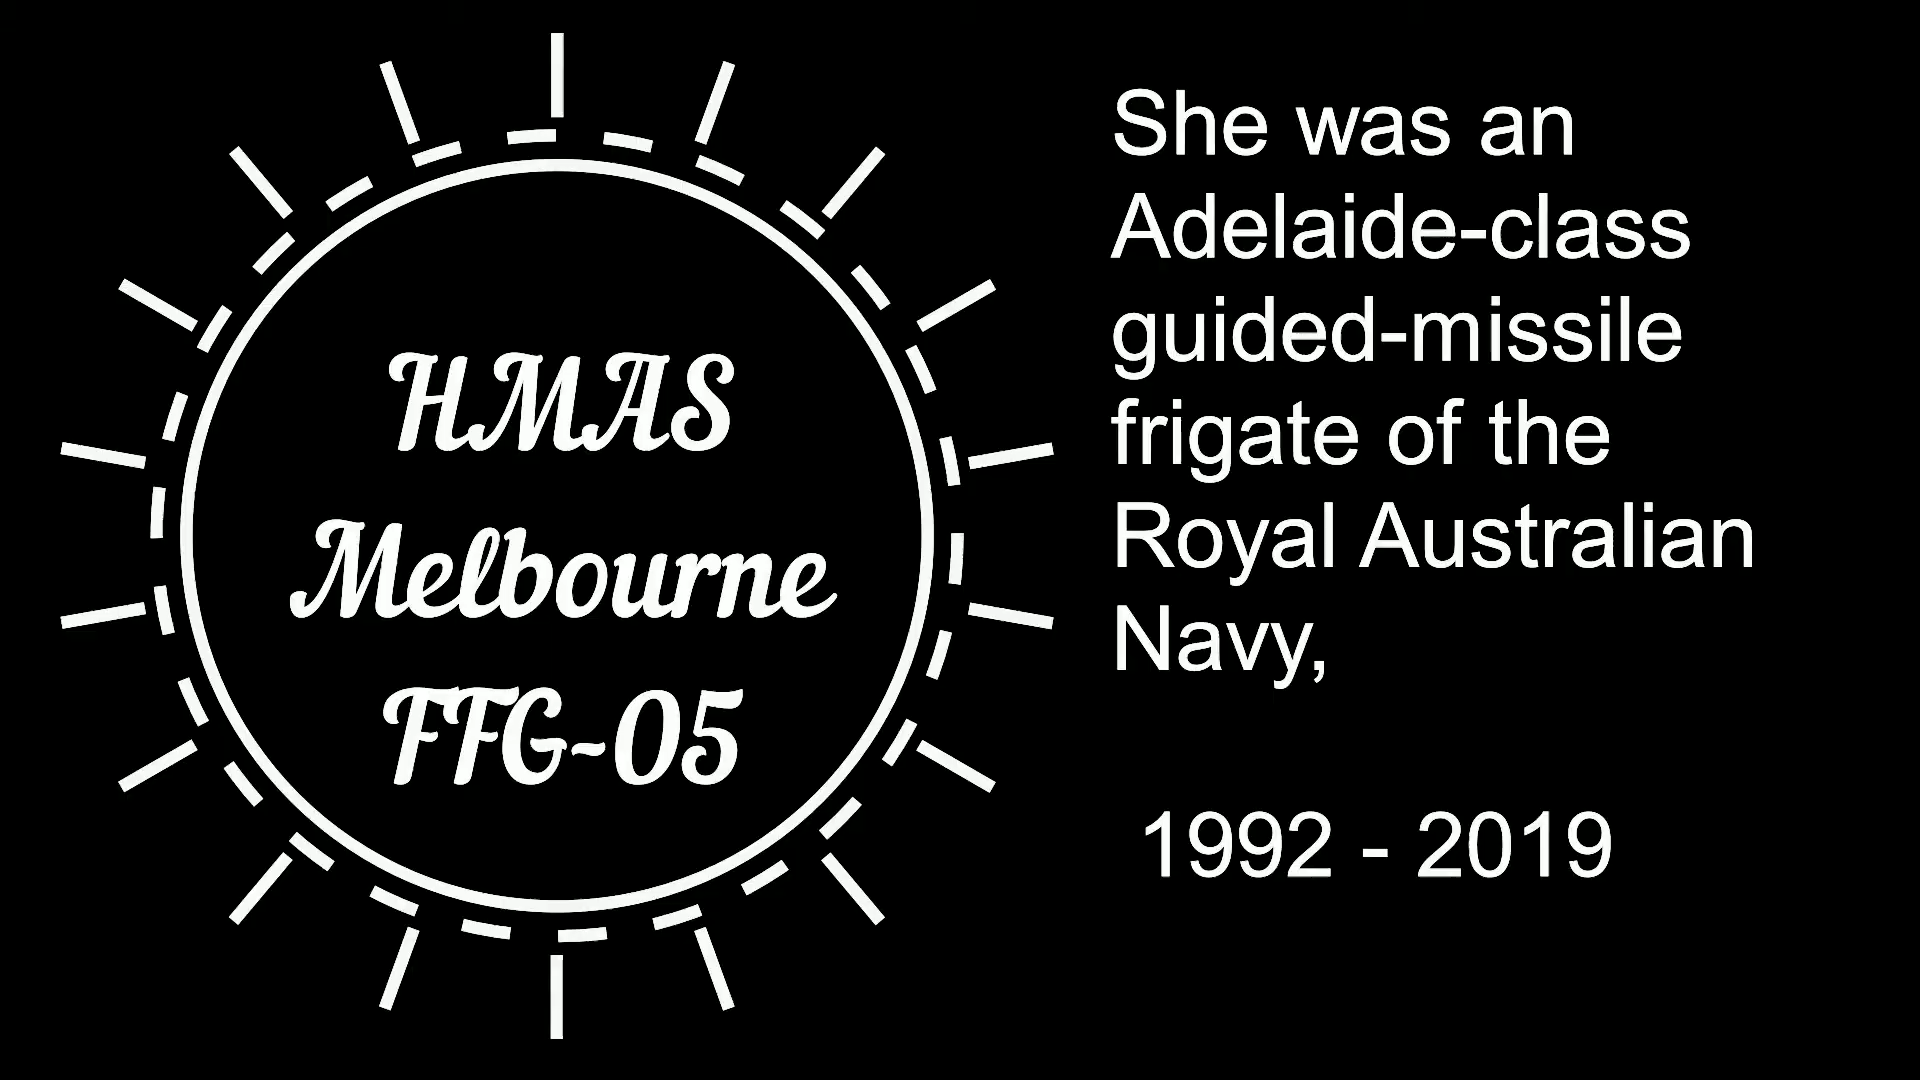 HMAS
Melbourne
FFG-05
She was an
Adelaide-class
guided-missile
frigate of the
Royal Australian
Navy,
1992 - 2019